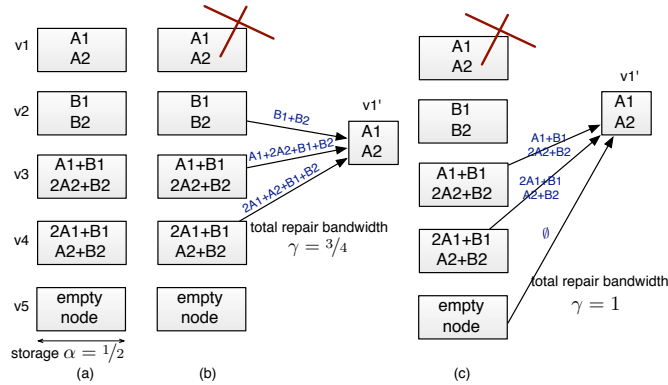 v1
A1
A2
v2
B1
B2
v3
A1+B1
2A2+B2
v4
2A1+B1
A2+B2
v5
empty
node
storage α = 1/2
(a)
A1
A2
B1
B2
A1+B1
2A2+B2
2A1+B1
A2+B2
empty
node
B1+B2
A1+2A2+B1+B2
2A1+A2+B1+B2
v1'
A1
A2
total repair bandwidth
γ = 3/4
(b)
A1
A2
B1
B2
A1+B1
2A2+B2
2A1+B1
A2+B2
empty
node
v1'
A1
A2
A1+B1
2A2+B2
2A1+B1
A2+B2
∅
total repair bandwidth
γ = 1
(c)